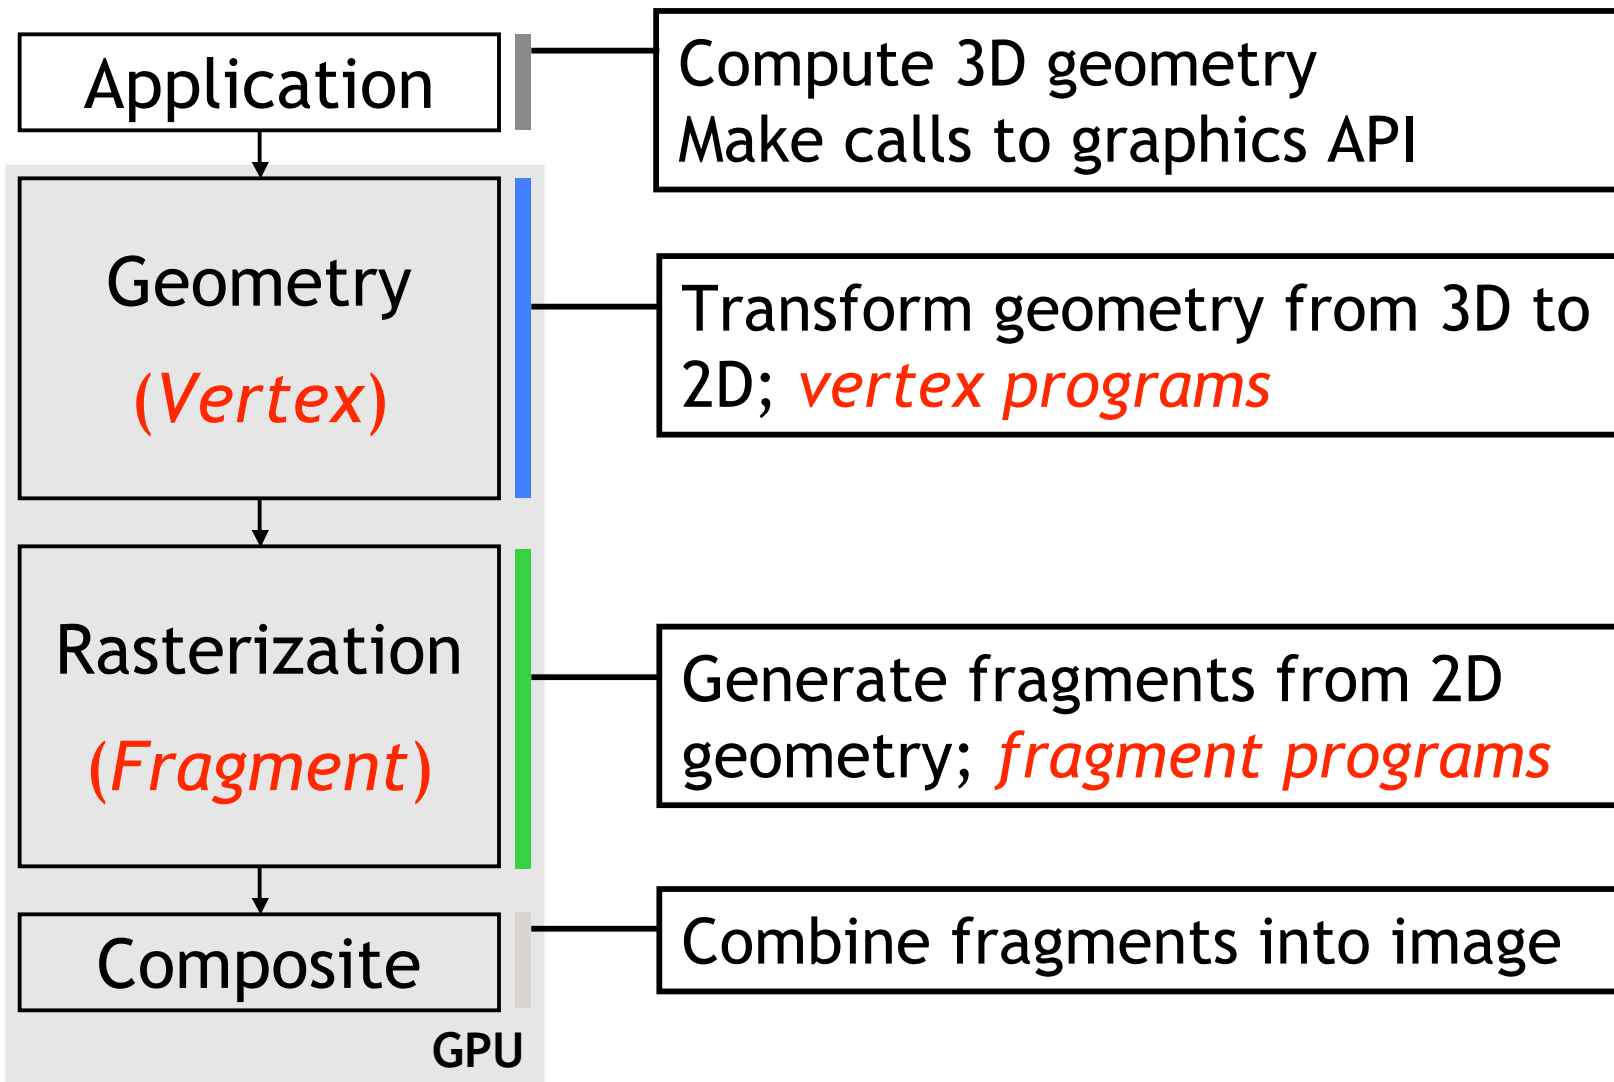 Application
Compute 3D geometry
Make calls to graphics API
Geometry
(Vertex)
Transform geometry from 3D to
2D; vertex programs
Rasterization
(Fragment)
Generate fragments from 2D
geometry; fragment programs
Composite
Combine fragments into image
GPU